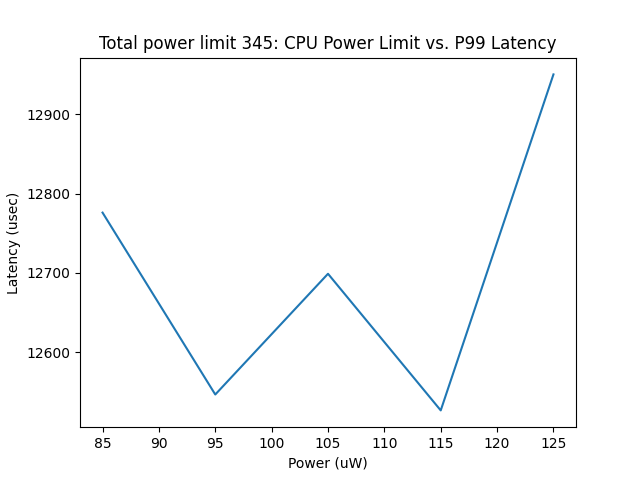 Total power limit 345: CPU Power Limit vs. P99 Latency
12900
12800
12700
12600
Latency (usec)
85 90 95 100 105 110 115 120 125
Power (uW)